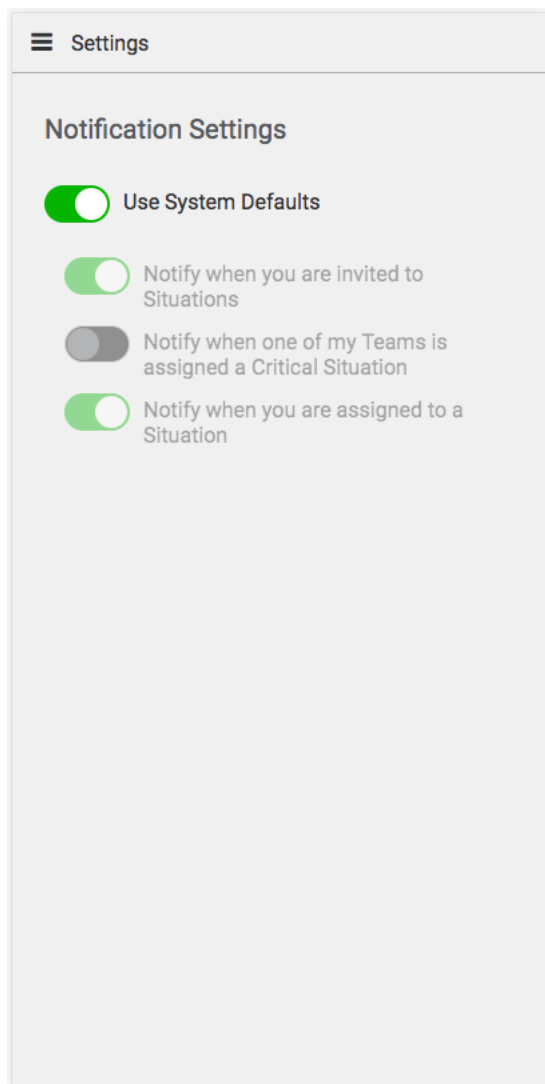 Settings
Notification Settings
Use System Defaults
Notify when you are invited to
Situations
Notify when one of my Teams is
assigned a Critical Situation
Notify when you are assigned to a
Situation